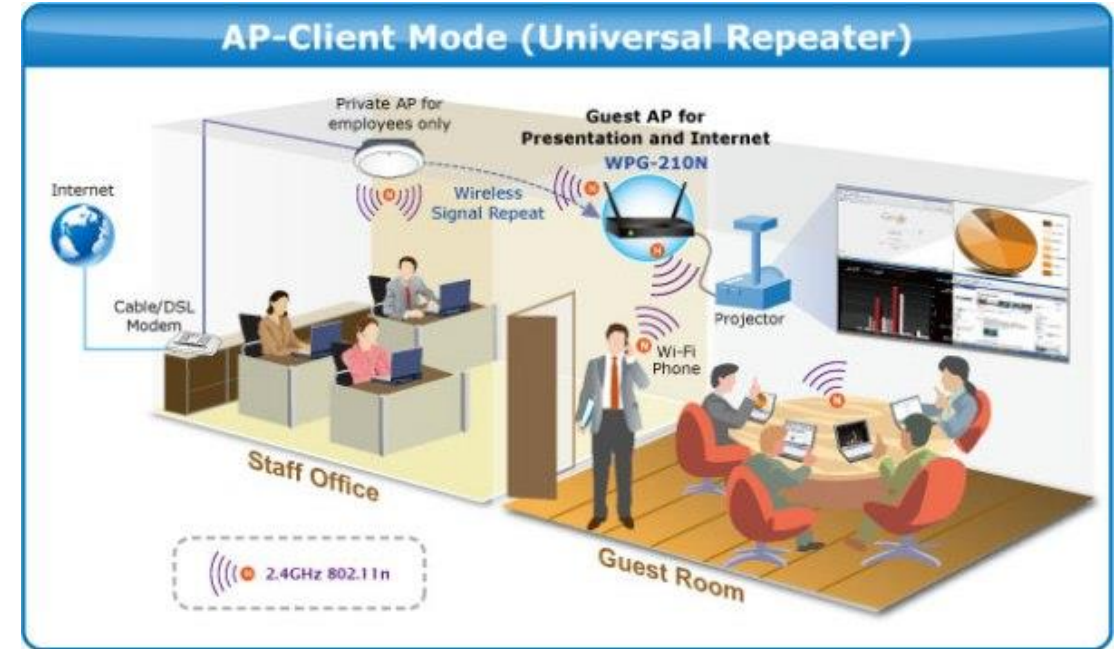 AP-Client Mode (Universal Repeater)
Private AP for
employees only
Guest AP for
Presentation and Internet
WPG-210N
Internet
Wireless
Signal Repeat
Cable/DSL
Modem
Projector
Wi-Fi
Phone
Staff Office
Guest Room
N 2.4GHz 802.11n